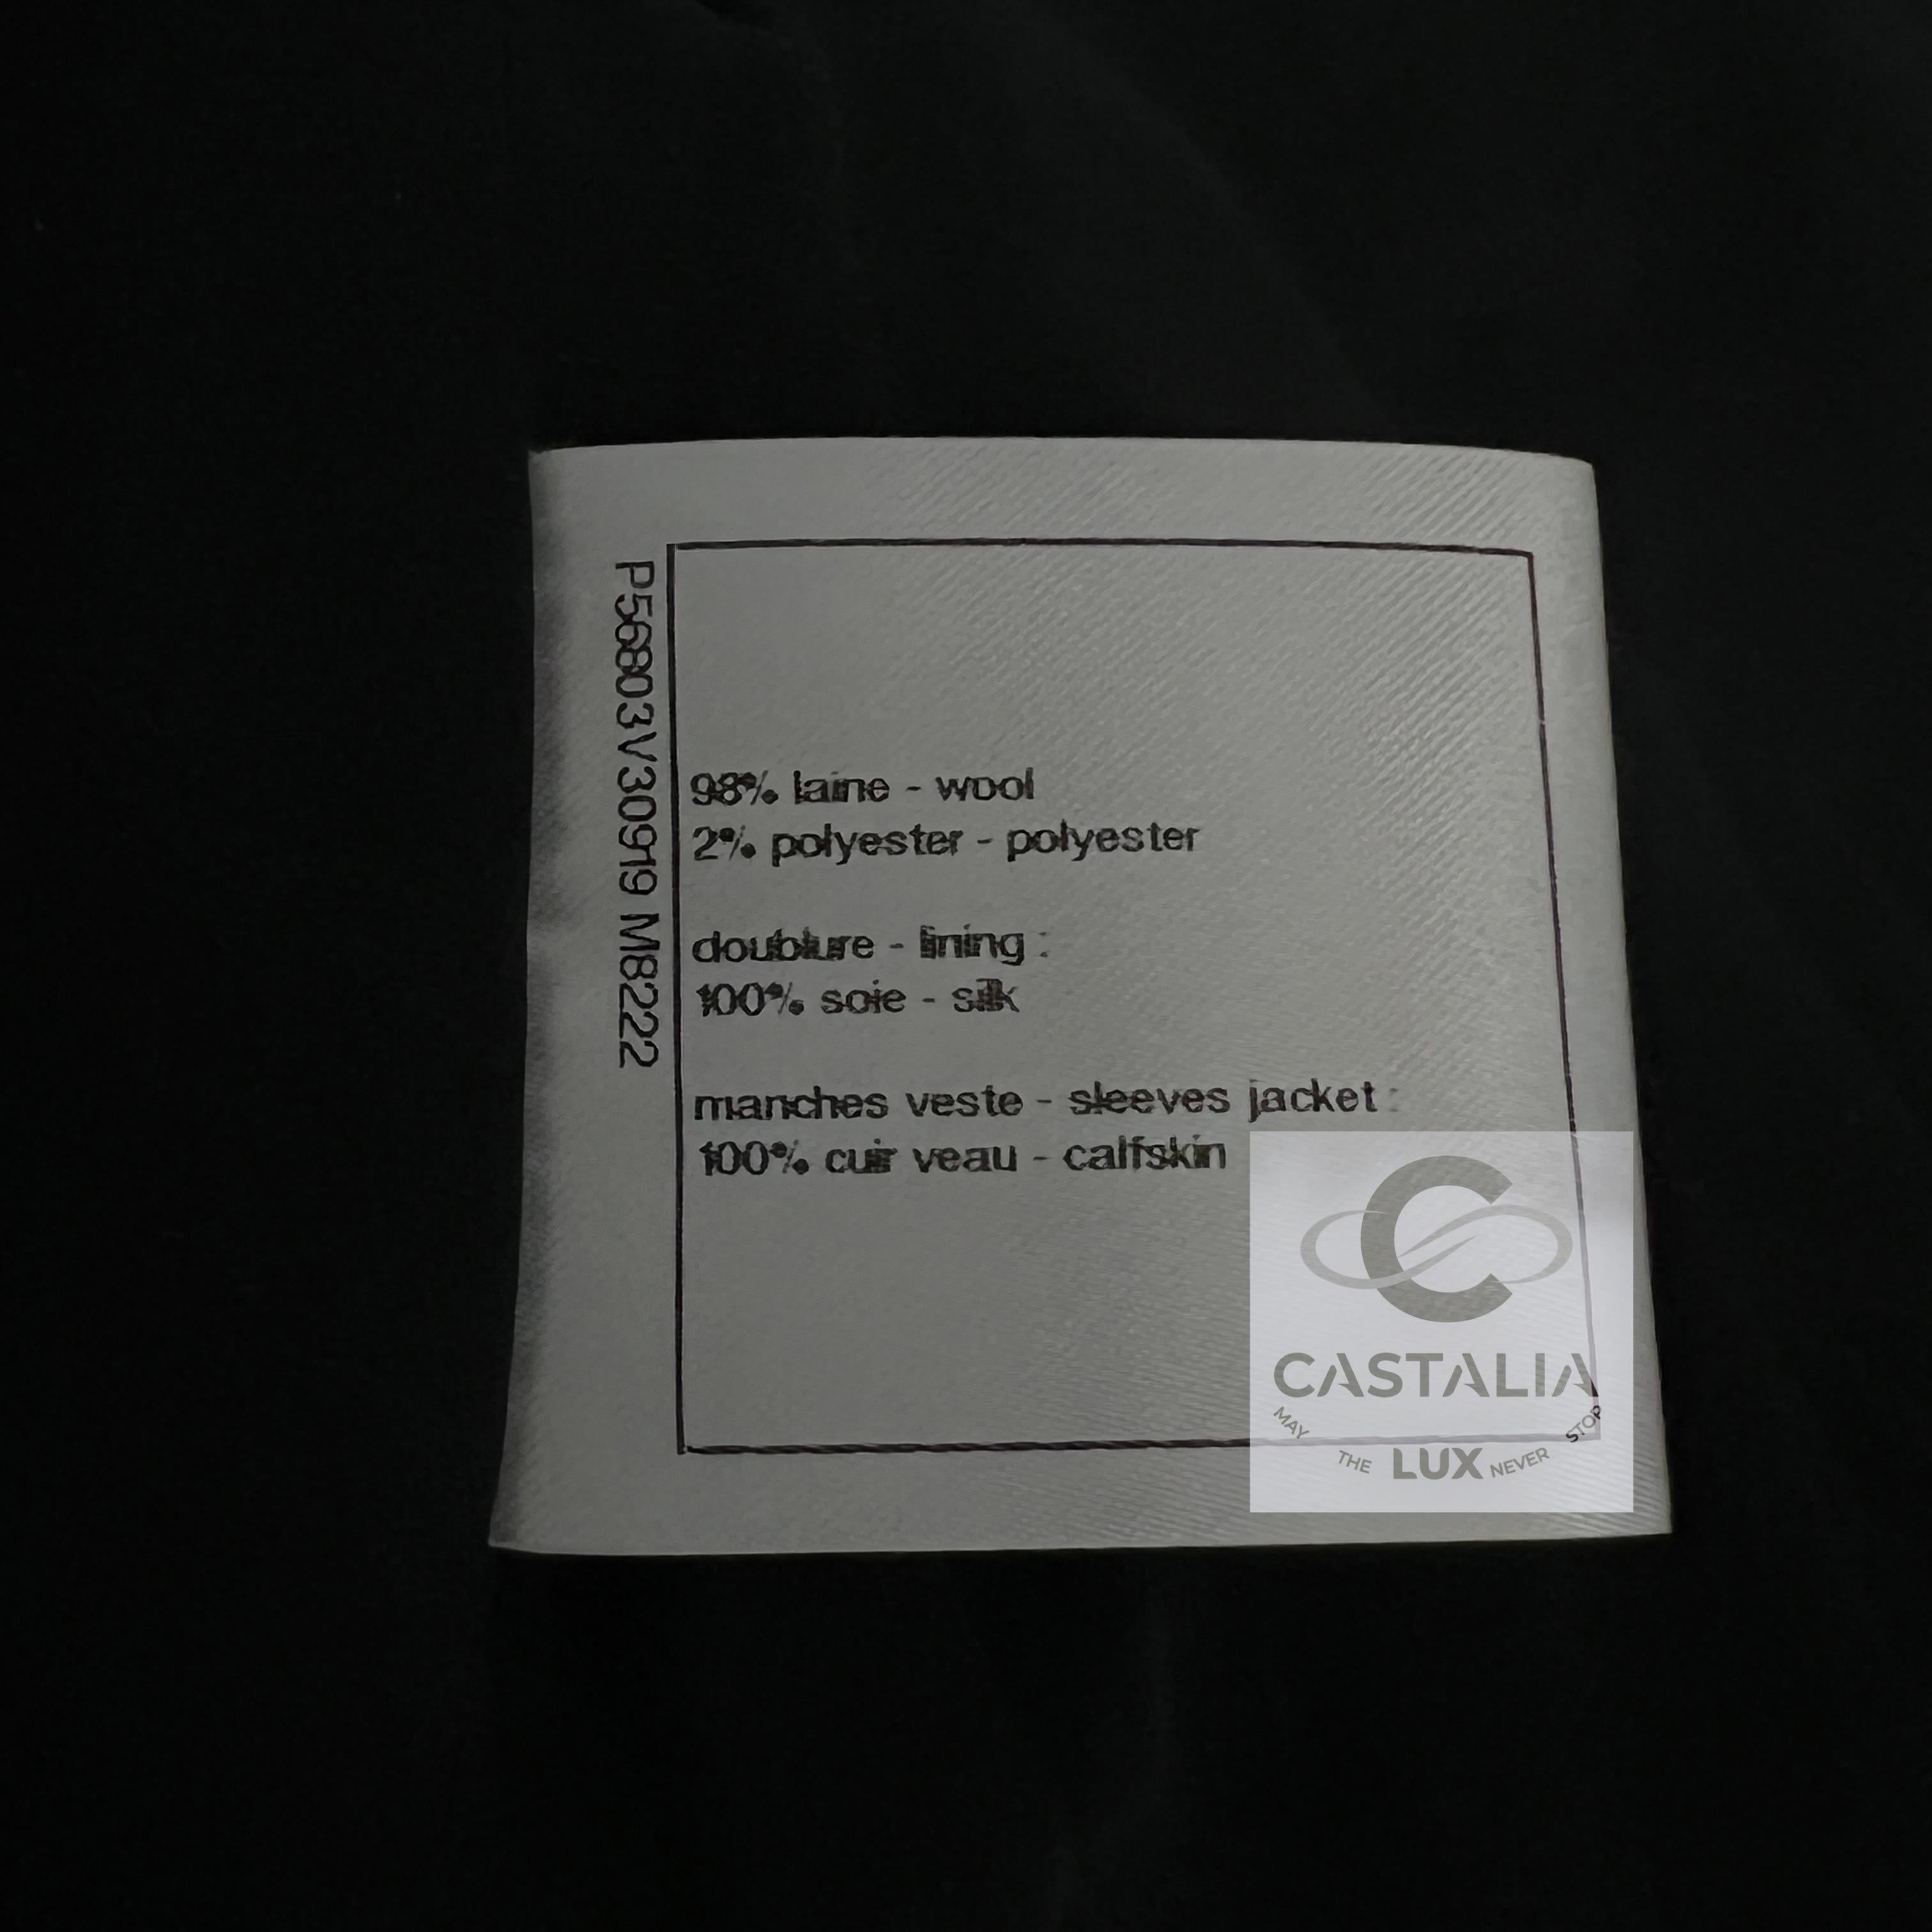 P56803V30919 M8222
98% laine - wool
2% polyester - polyester
doublure - lining :
100% soie - silk
manches veste - sleeves jacket :
100% cuir veau - calfskin
CASTALIA
MAY THE LUX NEVER STOP